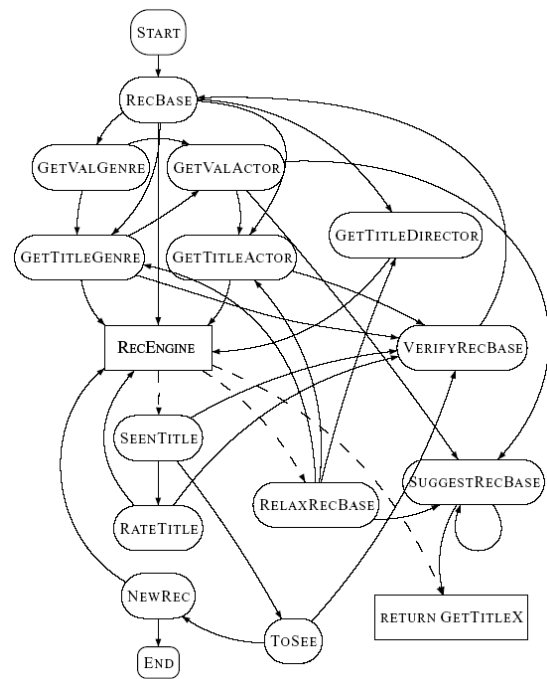 START
RECBASE
GETVALGENRE GETVALACTOR
GETTITLEGENRE GETTITLEACTOR GETTITLEDIRECTOR
RECENGINE VERIFYRECBASE
SEENTITLE
RELAXRECBASE SUGGESTRECBASE
RATETITLE
NEWREC RETURN GETTITLEX
TOSEE
END